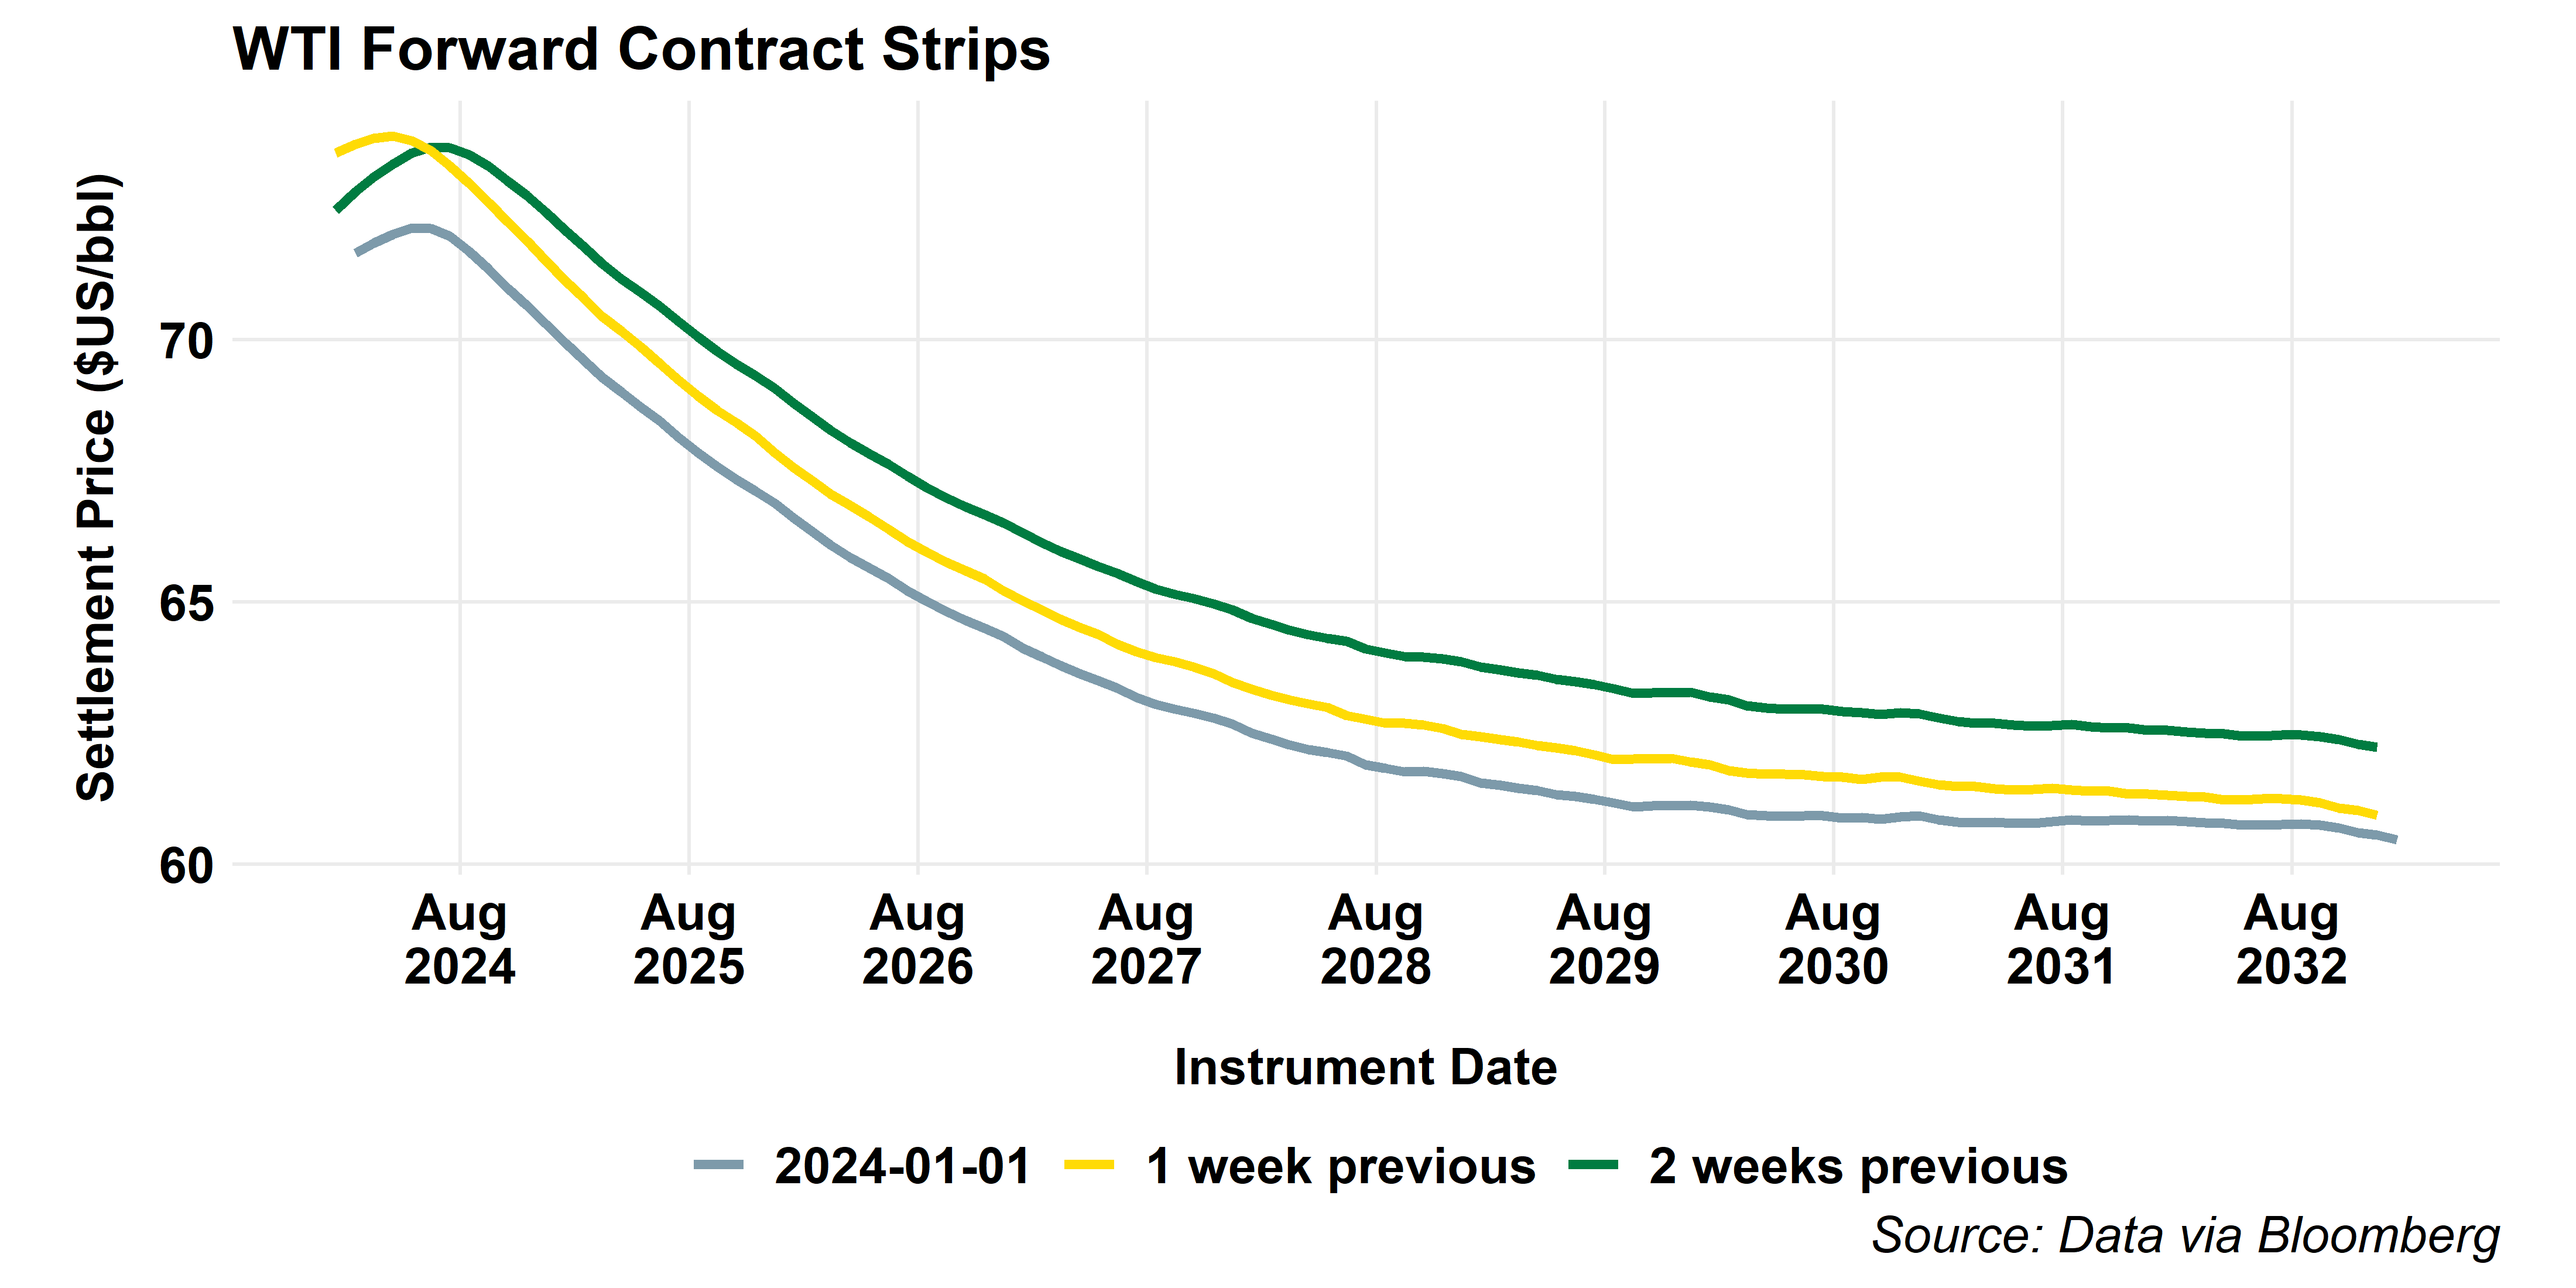 WTI Forward Contract Strips
Settlement Price ($US/bbl)
70
65
60
Aug 2024
Aug 2025
Aug 2026
Aug 2027
Aug 2028
Aug 2029
Aug 2030
Aug 2031
Aug 2032
Instrument Date
2024-01-01
1 week previous
2 weeks previous
Source: Data via Bloomberg